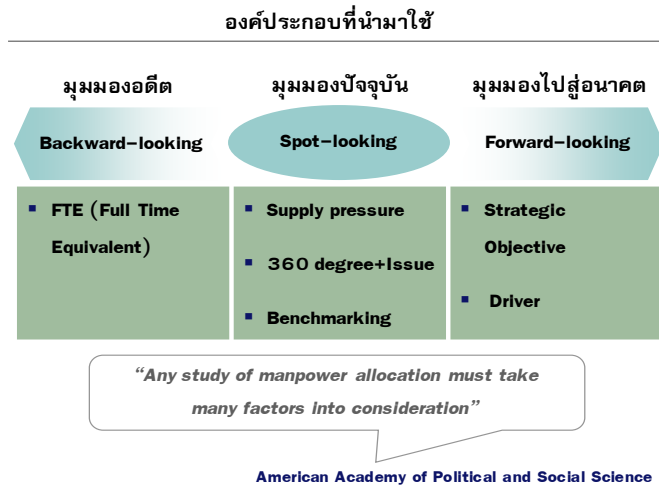 องค์ประกอบที่นำมาใช้
มุมมองอดีต
มุมมองปัจจุบัน
มุมมองไปสู่อนาคต
Backward-looking
Spot-looking
Forward-looking
▪ FTE (Full Time
Equivalent)
▪ Supply pressure
▪ 360 degree+Issue
▪ Benchmarking
▪ Strategic
Objective
▪ Driver
“Any study of manpower allocation must take
many factors into consideration”
American Academy of Political and Social Science